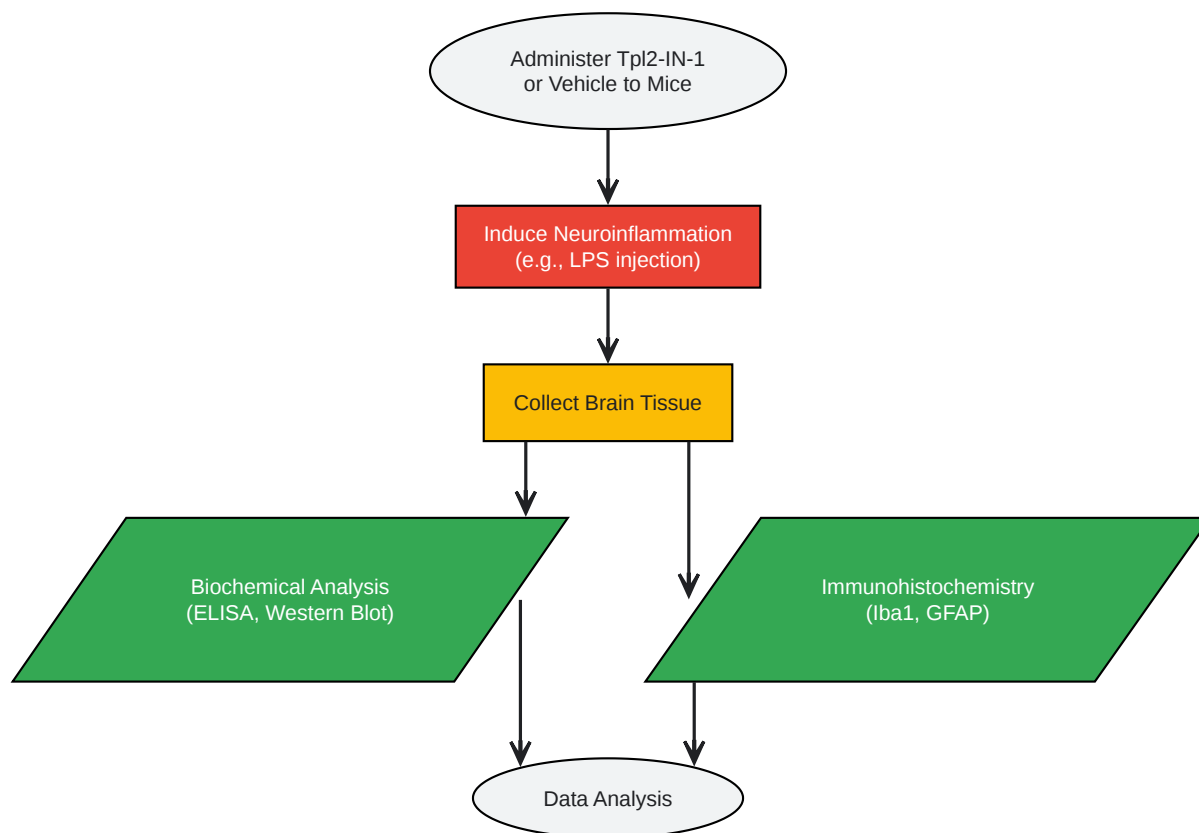 Administer Tpl2-IN-1
or Vehicle to Mice
Induce Neuroinflammation
(e.g., LPS injection)
Collect Brain Tissue
Biochemical Analysis
(ELISA, Western Blot)
Immunohistochemistry
(Iba1, GFAP)
Data Analysis